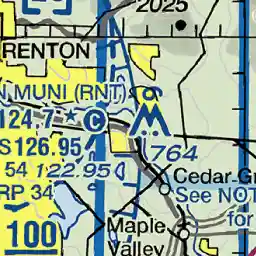 2025
RENTON
MUNI (RNT)
124.7 * C
126.95
764
54 122.95
Cedar
RP 34
See NOT
for
100
Maple
Valley